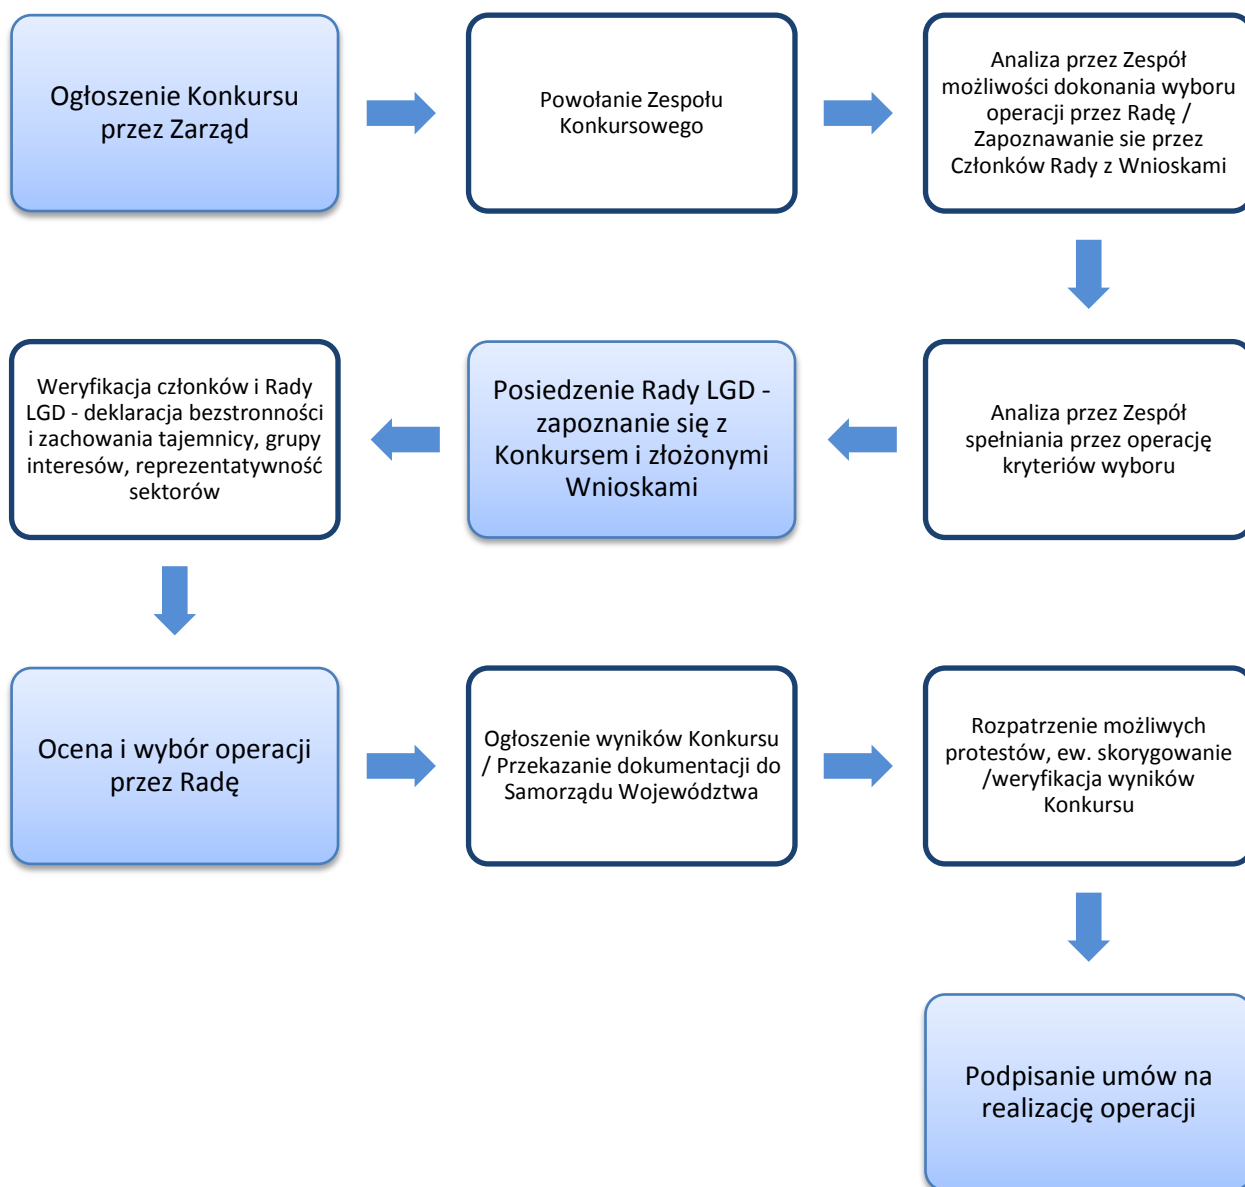 Ogłoszenie Konkursu
przez Zarząd
Powołanie Zespołu
Konkursowego
Analiza przez Zespół
możliwości dokonania wyboru
operacji przez Radę /
Zapoznawanie sie przez
Członków Rady z Wnioskami
Analiza przez Zespół
spełniania przez operację
kryteriów wyboru
Posiedzenie Rady LGD -
zapoznanie się z
Konkursem i złożonymi
Wnioskami
Weryfikacja członków i Rady
LGD - deklaracja bezstronności
i zachowania tajemnicy, grupy
interesów, reprezentatywność
sektorów
Ocena i wybór operacji
przez Radę
Ogłoszenie wyników Konkursu
/ Przekazanie dokumentacji do
Samorządu Województwa
Rozpatrzenie możliwych
protestów, ew. skorygowanie
/weryfikacja wyników
Konkursu
Podpisanie umów na
realizację operacji